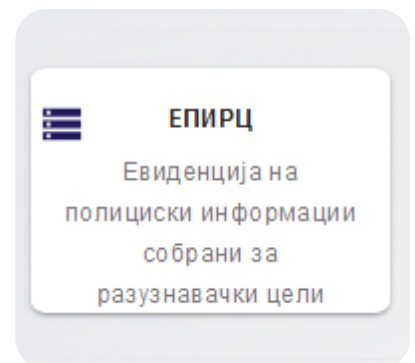 ЕПИРЦ
Евиденција на
полициски информации
собрани за
разузнавачки цели